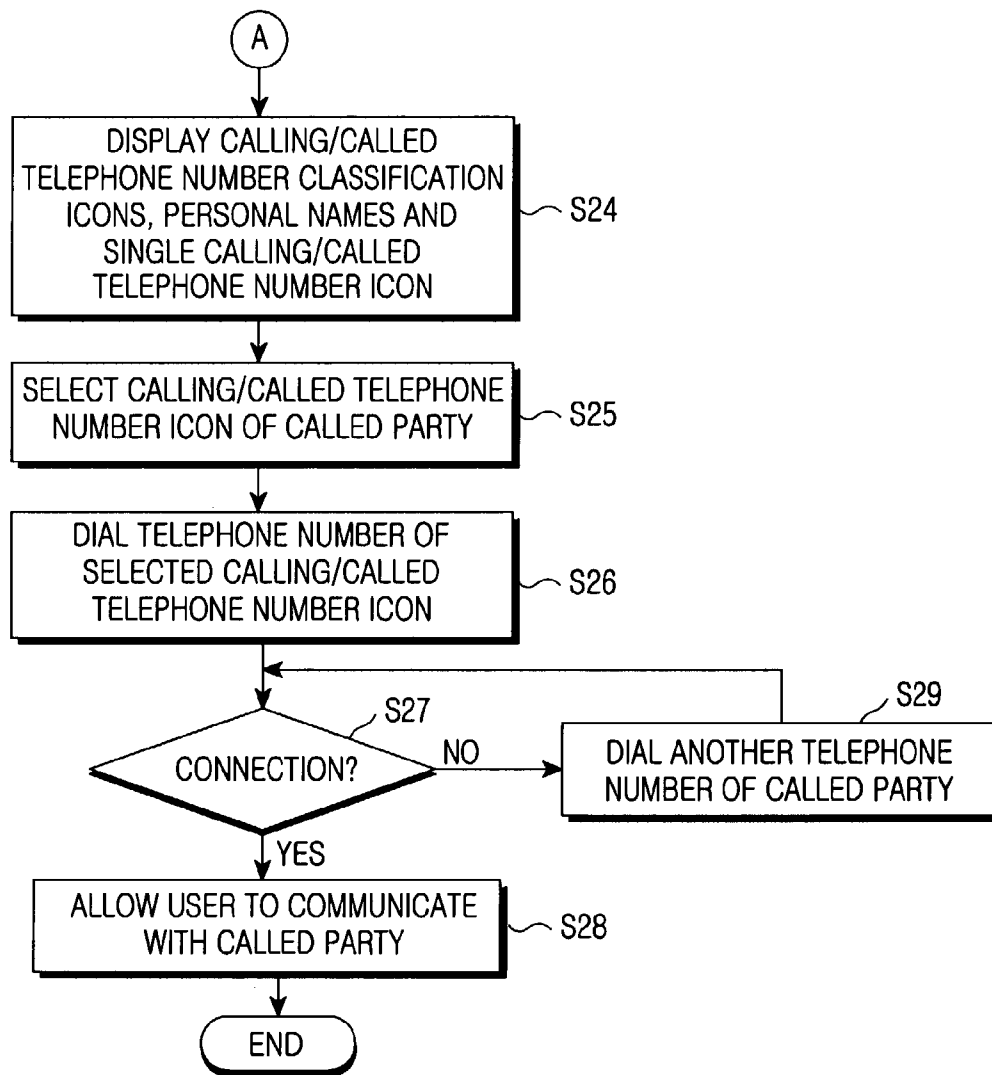 A
DISPLAY CALLING/CALLED
TELEPHONE NUMBER CLASSIFICATION
ICONS, PERSONAL NAMES AND
SINGLE CALLING/CALLED
TELEPHONE NUMBER ICON
S24
SELECT CALLING/CALLED TELEPHONE
NUMBER ICON OF CALLED PARTY
S25
DIAL TELEPHONE NUMBER OF
SELECTED CALLING/CALLED
TELEPHONE NUMBER ICON
S26
S27
CONNECTION?
NO
S29
DIAL ANOTHER TELEPHONE
NUMBER OF CALLED PARTY
YES
ALLOW USER TO COMMUNICATE
WITH CALLED PARTY
S28
END